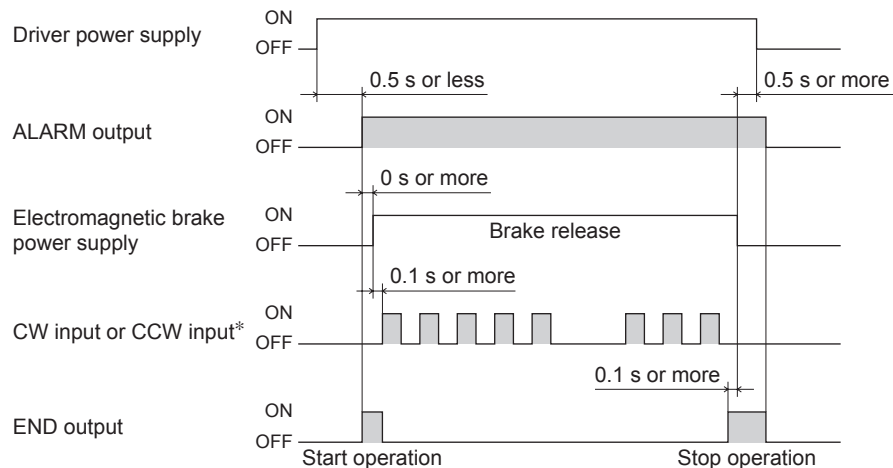 Driver power supply
ON
OFF
0.5 s or less
0.5 s or more
ALARM output
ON
OFF
0 s or more
Electromagnetic brake
power supply
ON
OFF
Brake release
0.1 s or more
CW input or CCW input*
ON
OFF
0.1 s or more
END output
ON
OFF
Start operation
Stop operation